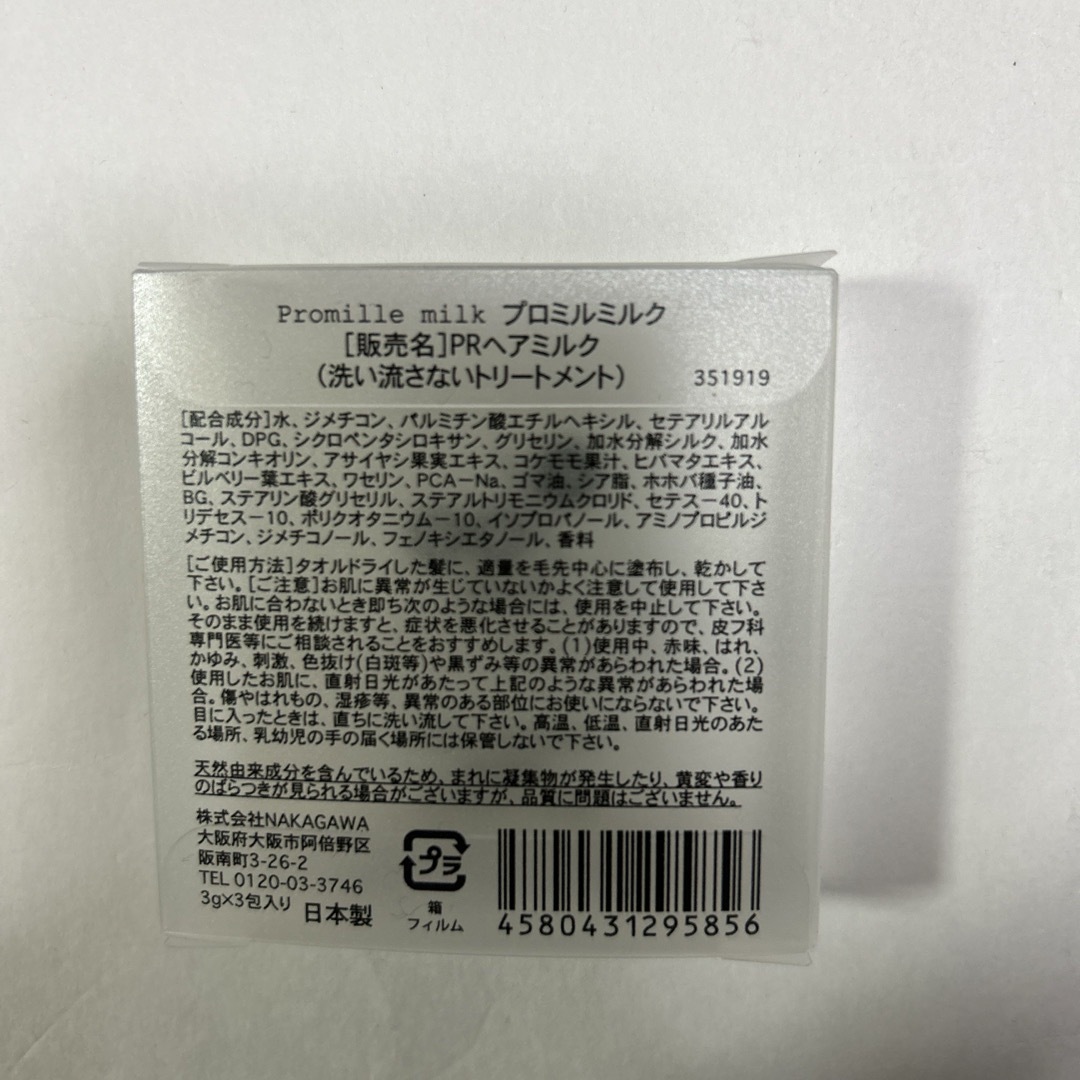 Promille milk プロミルミルク
[販売名]PRヘアミルク
(洗い流さないトリートメント)
351919
[配合成分]水、ジメチコン、パルミチン酸エチルヘキシル、セテアリルアル
コール、DPG、シクロペンタシロキサン、グリセリン、加水分解シルク、加水
分解コンキオリン、アサイヤシ果実エキス、コケモモ果汁、ヒバマタエキス、
ビルベリー葉エキス、ワセリン、PCA－Na、ゴマ油、シア脂、ホホバ種子油、
BG、ステアリン酸グリセリル、ステアルトリモニウムクロリド、セテス－40、ト
リデセス－10、ポリクオタニウム－10、イソプロパノール、アミノプロピルジ
メチコン、ジメチコノール、フェノキシエタノール、香料
[ご使用方法]タオルドライした髪に、適量を毛先中心に塗布し、乾かして
下さい。[ご注意]お肌に異常が生じていないかよく注意して使用して下さ
い。お肌に合わないとき即ち次のような場合には、使用を中止して下さい。
そのまま使用を続けますと、症状を悪化させることがありますので、皮フ科
専門医等にご相談されることをおすすめします。(1)使用中、赤味、はれ、
かゆみ、刺激、色抜け(白斑等)や黒ずみ等の異常があらわれた場合。(2)
使用したお肌に、直射日光があたって上記のような異常があらわれた場
合。傷やはれもの、湿疹等、異常のある部位にお使いにならないで下さい。
目に入ったときは、直ちに洗い流して下さい。高温、低温、直射日光のあた
る場所、乳幼児の手の届く場所には保管しないで下さい。
天然由来成分を含んでいるため、まれに凝集物が発生したり、黄変や香り
のばらつきが見られる場合がございますが、品質に問題はございません。
株式会社NAKAGAWA
大阪府大阪市阿倍野区
阪南町3-26-2
TEL 0120-03-3746
3g×3包入り 日本製
プラ
箱
フィルム
4580431295856